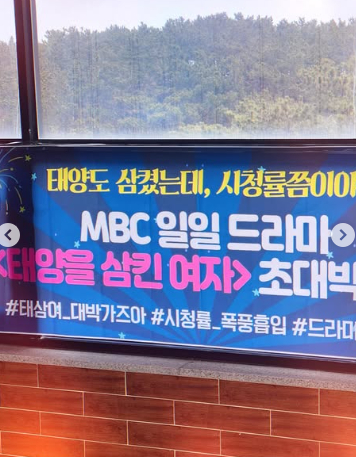 태양도 삼켰는데, 시청률쯤이야
MBC 일일 드라마
<태양을 삼킨 여자> 초대박
#태삼여_대박가즈아 #시청률_폭풍흡입 #드라마